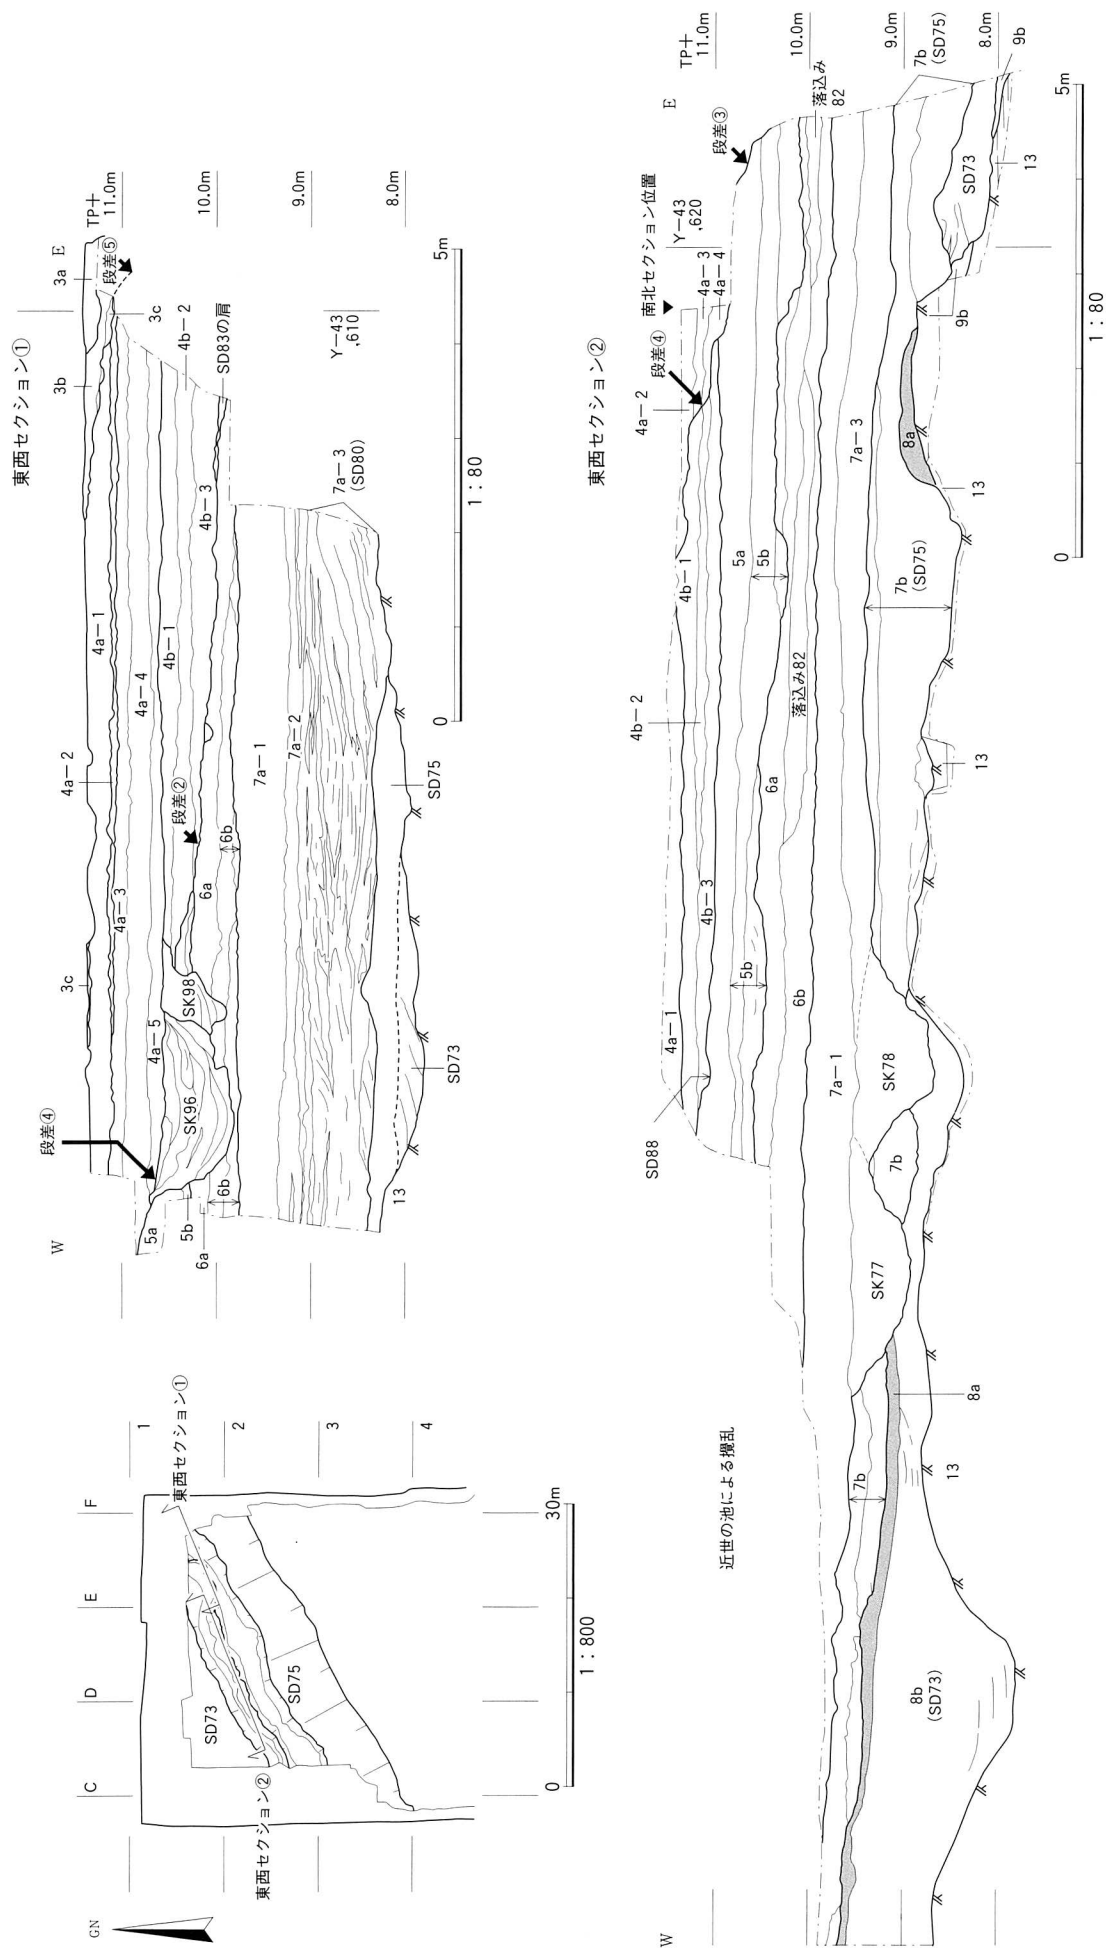 東西セクション①
W
E
TP+
11.0m
10.0m
9.0m
8.0m
段差④
段差⑤
段差②
3c
4a－2
3b
3a
3c
4a－1
4a－3
4a－4
4a－5
4b－1
4b－2
4b－3
SD83の肩
5a
5b
6a
6b
SK96
SK98
6a
6b
7a－1
7a－2
7a－3
(SD80)
Y－43
,610
13
SD73
SD75
0
5m
1：80
GN
C
D
E
F
1
2
3
4
東西セクション①
東西セクション②
SD73
SD75
0
30m
1：800
東西セクション②
W
E
TP+
11.0m
10.0m
9.0m
8.0m
南北セクション位置
Y－43
,620
段差④
段差③
4a－1
4a－2
4a－3
4a－4
4b－1
4b－2
4b－3
SD88
5a
5b
5b
6a
6b
落込み82
落込み
82
7a－1
7a－3
近世の池による攪乱
SK77
SK78
7b
7b
7b
(SD75)
7b
(SD75)
8a
8a
8b
(SD73)
SD73
9b
9b
13
13
13
13
0
5m
1：80